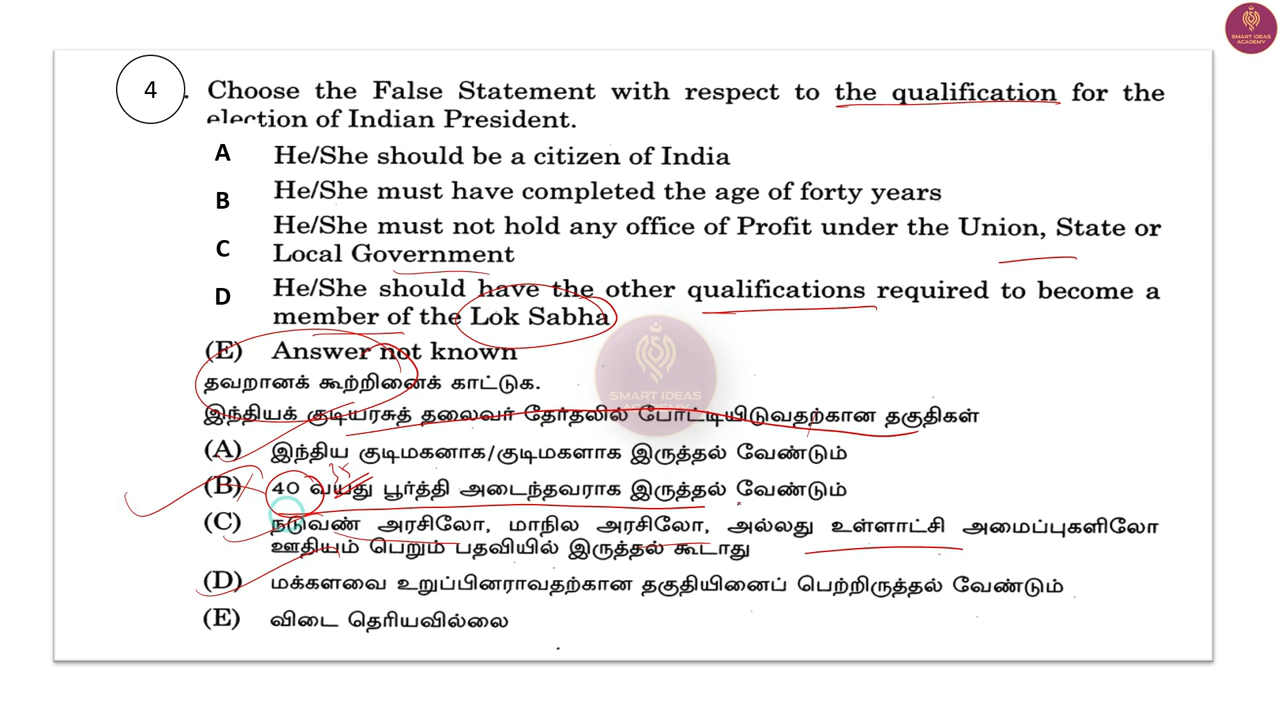 SMART IDEAS
ACADEMY
4 . Choose the False Statement with respect to the qualification for the
election of Indian President.
A He/She should be a citizen of India
B He/She must have completed the age of forty years
He/She must not hold any office of Profit under the Union, State or
C Local Government
D He/She should have the other qualifications required to become a
member of the Lok Sabha
(E) Answer not known
தவறானக் கூற்றினைக் காட்டுக.
இந்தியக் குடியரசுத் தலைவர் தேர்தலில் போட்டியிடுவதற்கான தகுதிகள்
(A) இந்திய குடிமகனாக/குடிமகளாக இருத்தல் வேண்டும்
35
(B) 40 வயது பூர்த்தி அடைந்தவராக இருத்தல் வேண்டும்
(C) நடுவண் அரசிலோ, மாநில அரசிலோ, அல்லது உள்ளாட்சி அமைப்புகளிலோ
ஊதியம் பெறும் பதவியில் இருத்தல் கூடாது
(D) மக்களவை உறுப்பினராவதற்கான தகுதியினைப் பெற்றிருத்தல் வேண்டும்
(E) விடை தெரியவில்லை
SMART IDEAS
ACADEMY